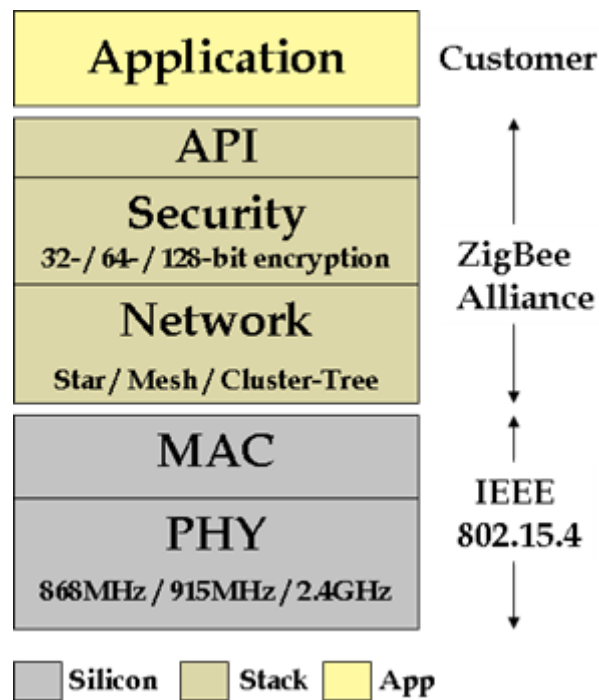 Application
Customer
API
Security
32-/ 64-/ 128-bit encryption
Network
Star / Mesh / Cluster-Tree
ZigBee
Alliance
MAC
PHY
868MHz / 915MHz / 2.4GHz
IEEE
802.15.4
Silicon
Stack
App